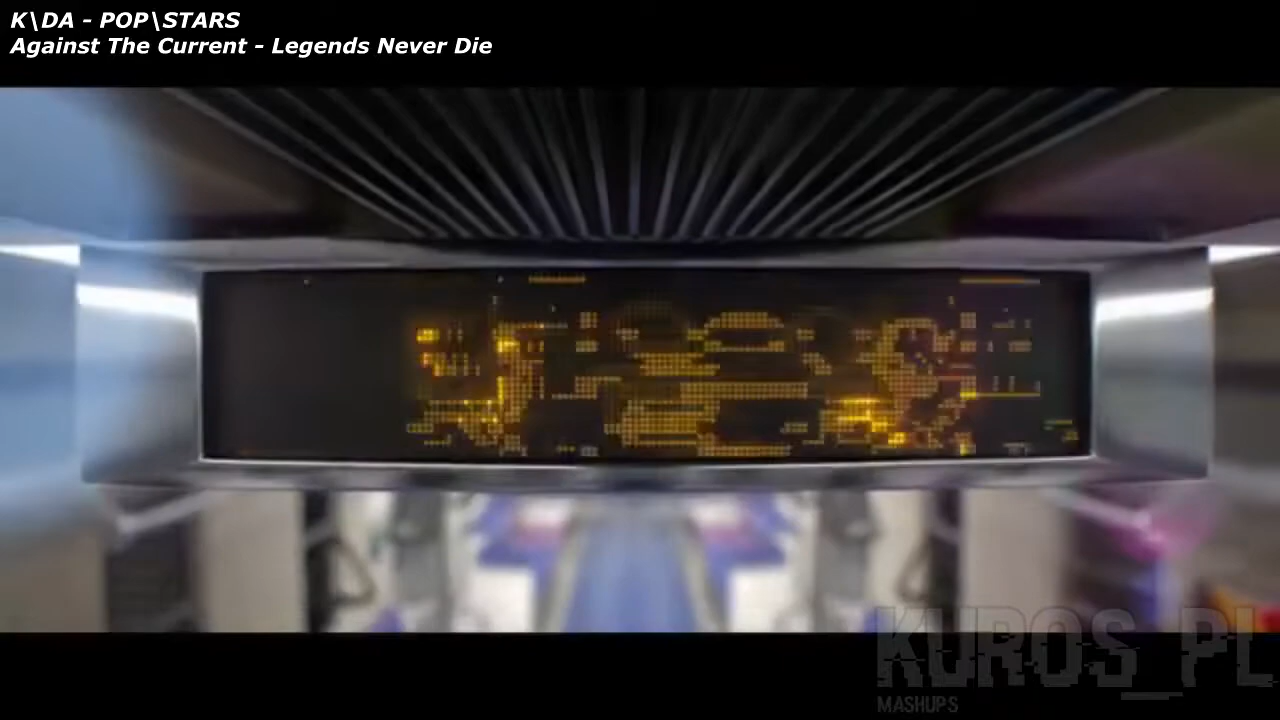 K\DA - POP\STARS
Against The Current - Legends Never Die
KUROS_PL
MASHUPS